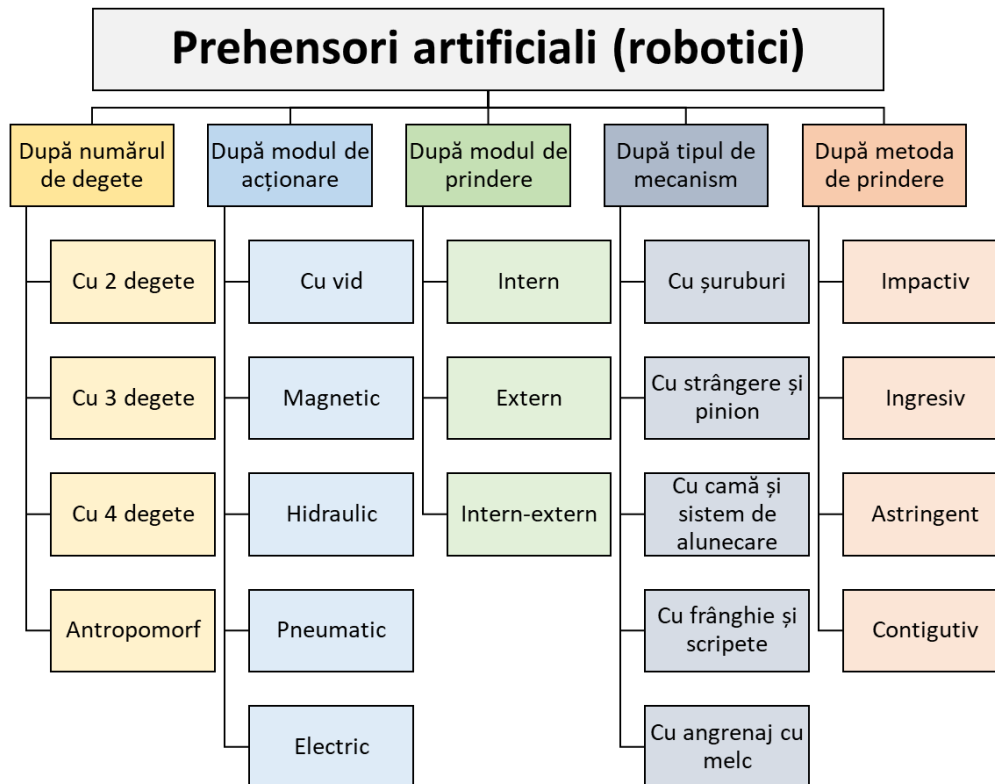 Prehensori artificiali (robotici)
După numărul
de degete
Cu 2 degete
Cu 3 degete
Cu 4 degete
Antropomorf
După modul de
acționare
Cu vid
Magnetic
Hidraulic
Pneumatic
Electric
După modul de
prindere
Intern
Extern
Intern-extern
După tipul de
mecanism
Cu șuruburi
Cu strângere și
pinion
Cu camă și
sistem de
alunecare
Cu frânghie și
scripete
Cu angrenaj cu
melc
După metoda
de prindere
Impactiv
Ingresiv
Astringent
Contigutiv